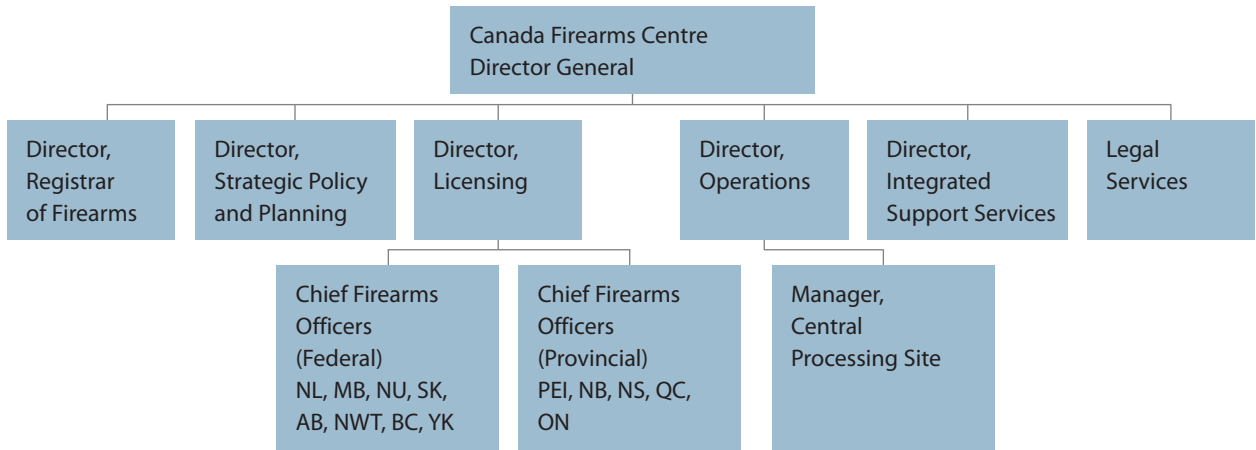 Canada Firearms Centre
Director General
Director,
Registrar
of Firearms
Director,
Strategic Policy
and Planning
Director,
Licensing
Director,
Operations
Director,
Integrated
Support Services
Legal
Services
Chief Firearms
Officers
(Federal)
NL, MB, NU, SK,
AB, NWT, BC, YK
Chief Firearms
Officers
(Provincial)
PEI, NB, NS, QC,
ON
Manager,
Central
Processing Site